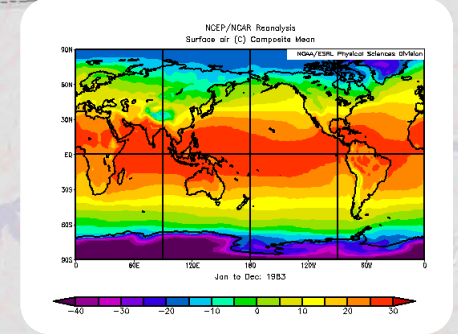 NCEP/NCAR Reanalysis
Surface air (C) Composite Mean
NOAA/ESRL Physical Sciences Division
90N
60N
30N
EQ
30S
60S
90S
0 60E 120E 180 120W 60W 0
Jan to Dec: 1983
-40 -30 -20 -10 0 10 20 30